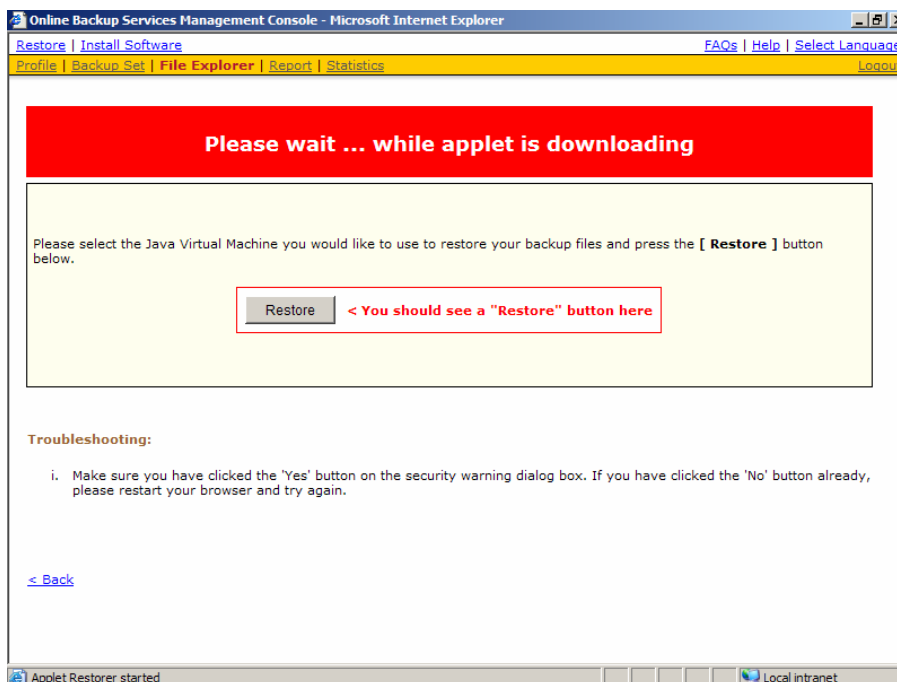 Online Backup Services Management Console - Microsoft Internet Explorer
Restore | Install Software FAQs | Help | Select Language
Profile | Backup Set | File Explorer | Report | Statistics Logou
Please wait ... while applet is downloading
Please select the Java Virtual Machine you would like to use to restore your backup files and press the [ Restore ] button
below.
Restore < You should see a "Restore" button here
Troubleshooting:
i. Make sure you have clicked the 'Yes' button on the security warning dialog box. If you have clicked the 'No' button already,
please restart your browser and try again.
< Back
Applet Restorer started Local intranet